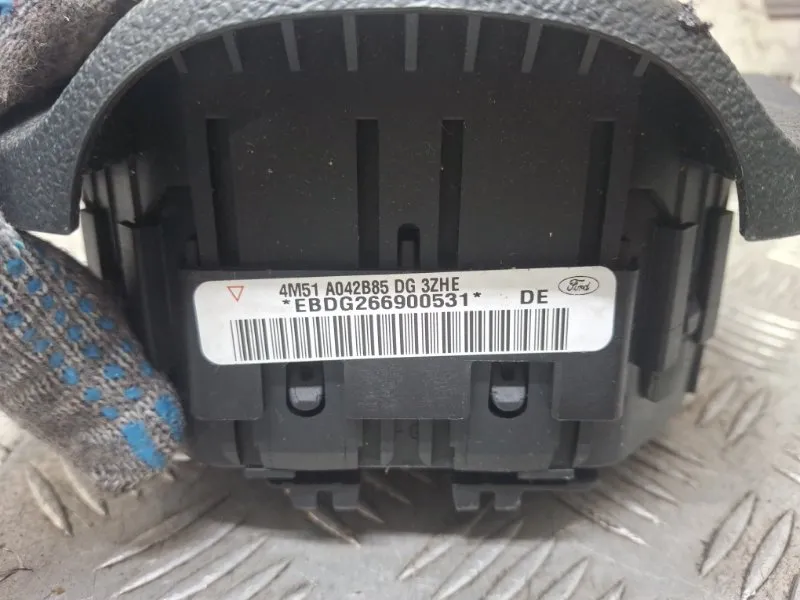 4M51 A042B85 DG 3ZHE
*EBDG266900531* DE
Ford